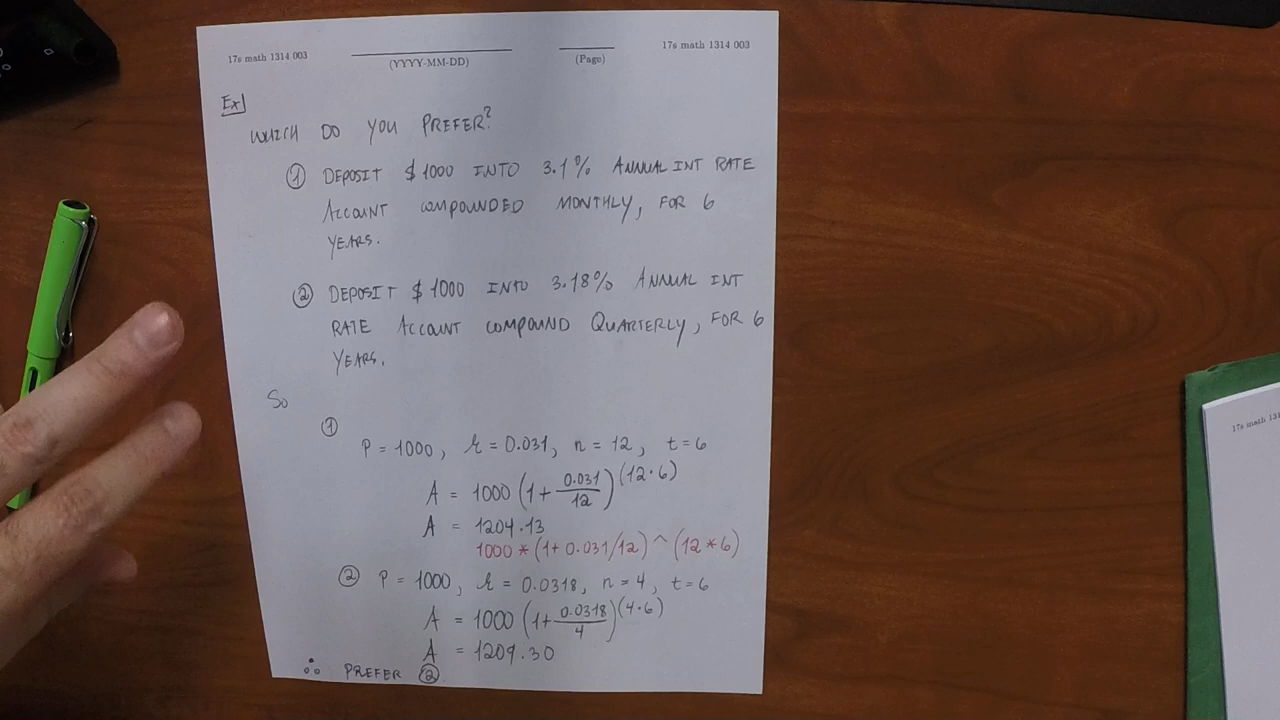 17s math 1314 003 (YYYY-MM-DD) (Page) 17s math 1314 003
Ex
WHICH DO YOU PREFER?
① DEPOSIT $1000 INTO 3.1% ANNUAL INT RATE
ACCOUNT COMPOUNDED MONTHLY, FOR 6
YEARS.
② DEPOSIT $1000 INTO 3.18% ANNUAL INT
RATE ACCOUNT COMPOUND QUARTERLY, FOR 6
YEARS.
So
①
P = 1000, r = 0.031, n = 12, t = 6
A = 1000 (1 + 0.031/12)^(12·6)
A = 1204.13
1000 * (1 + 0.031/12) ^ (12 * 6)
② P = 1000, r = 0.0318, n = 4, t = 6
A = 1000 (1 + 0.0318/4)^(4·6)
A = 1209.30
∴ PREFER ②
17s math 131